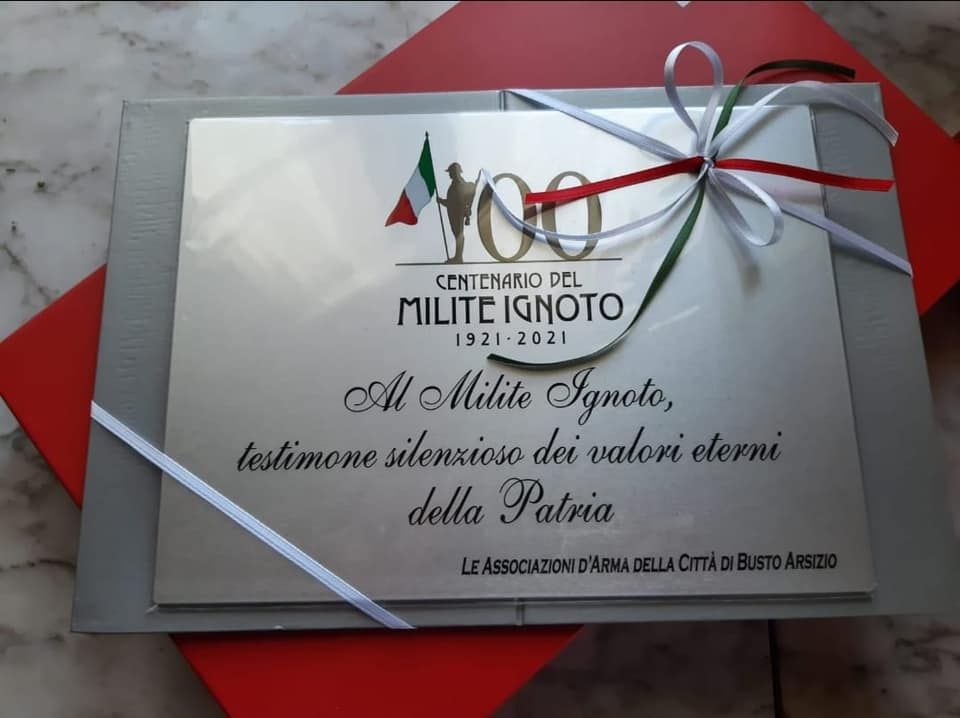 100
CENTENARIO DEL
MILITE IGNOTO
1921·2021
Al Milite Ignoto,
testimone silenzioso dei valori eterni
della Patria
LE ASSOCIAZIONI D'ARMA DELLA CITTÀ DI BUSTO ARSIZIO